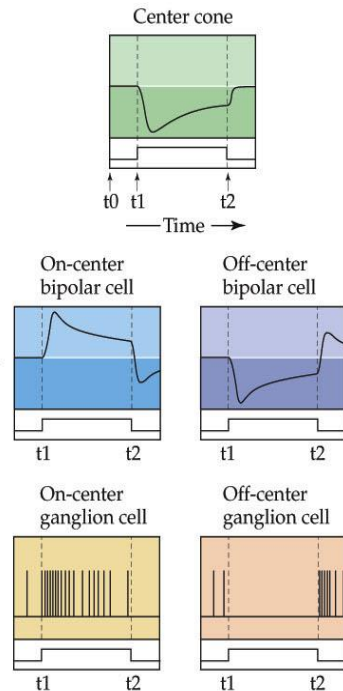 Center cone
t0 t1 t2
Time
On-center Off-center
bipolar cell bipolar cell
t1 t2 t1 t2
On-center Off-center
ganglion cell ganglion cell
t1 t2 t1 t2